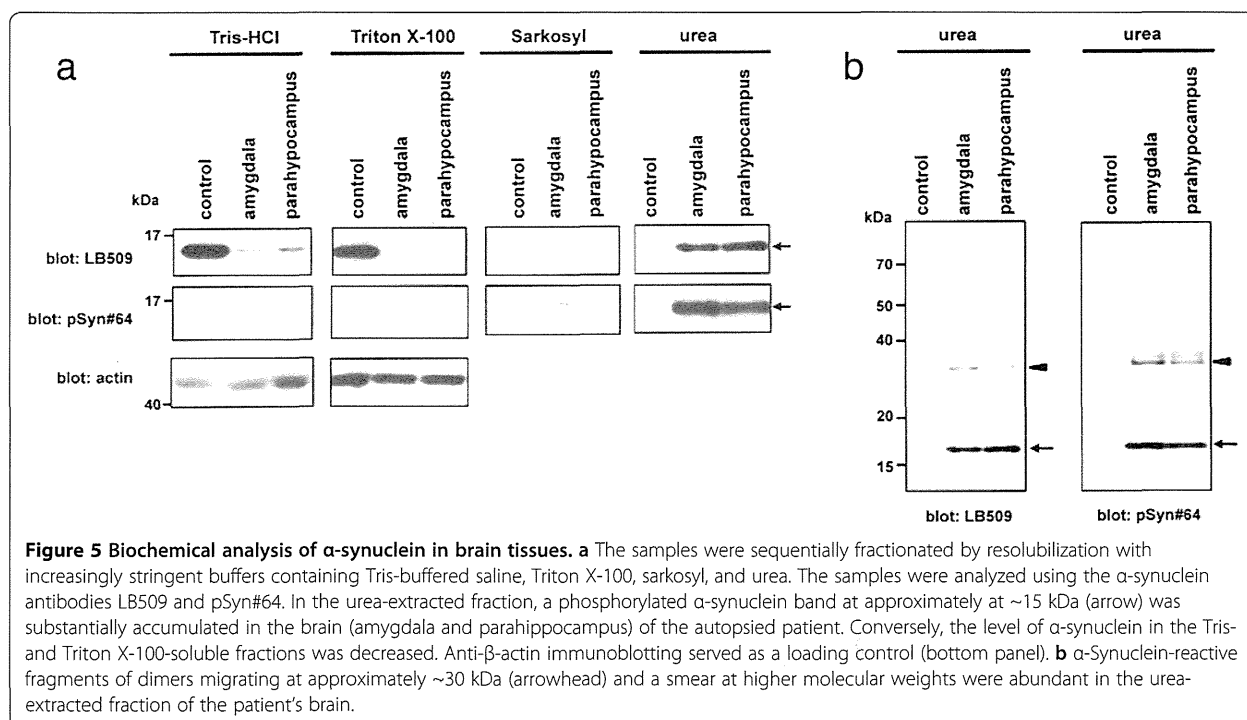 Tris-HCl Triton X-100 Sarkosyl urea
a
control amygdala parahypocampus control amygdala parahypocampus control amygdala parahypocampus control amygdala parahypocampus
kDa
17
blot: LB509
17
blot: pSyn#64
blot: actin
40
b
urea urea
control amygdala parahypocampus control amygdala parahypocampus
kDa
70
50
40
20
15
blot: LB509 blot: pSyn#64
Figure 5 Biochemical analysis of α-synuclein in brain tissues. a The samples were sequentially fractionated by resolubilization with
increasingly stringent buffers containing Tris-buffered saline, Triton X-100, sarkosyl, and urea. The samples were analyzed using the α-synuclein
antibodies LB509 and pSyn#64. In the urea-extracted fraction, a phosphorylated α-synuclein band at approximately at ~15 kDa (arrow) was
substantially accumulated in the brain (amygdala and parahippocampus) of the autopsied patient. Conversely, the level of α-synuclein in the Tris-
and Triton X-100-soluble fractions was decreased. Anti-β-actin immunoblotting served as a loading control (bottom panel). b α-Synuclein-reactive
fragments of dimers migrating at approximately ~30 kDa (arrowhead) and a smear at higher molecular weights were abundant in the urea-
extracted fraction of the patient's brain.